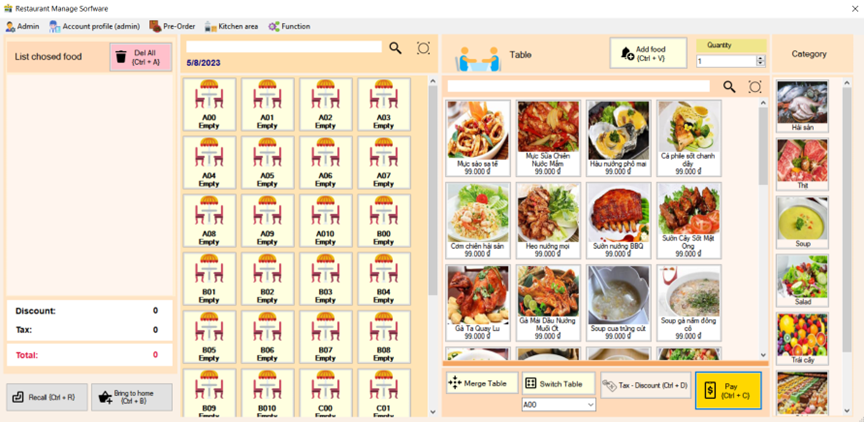 Restaurant Manage Sorfware
Admin
Account profile (admin)
Pre-Order
Kitchen area
Function
List chosed food
Del All
(Ctrl + A)
Discount:
0
Tax:
0
Total:
0
Recall (Ctrl + R)
Bring to home
(Ctrl + B)
5/8/2023
A00
Empty
A01
Empty
A02
Empty
A03
Empty
A04
Empty
A05
Empty
A06
Empty
A07
Empty
A08
Empty
A09
Empty
A010
Empty
B00
Empty
B01
Empty
B02
Empty
B03
Empty
B04
Empty
B05
Empty
B06
Empty
B07
Empty
B08
Empty
B09
Empty
B010
Empty
C00
Empty
C01
Empty
Table
Add food
(Ctrl + V)
Quantity
1
Mực sào sa tế
99.000 ₫
Mực Sữa Chiên
Nước Mắm
99.000 ₫
Hàu nướng phô mai
99.000 ₫
Cá phile sốt chanh
dây
99.000 ₫
Cơm chiên hải sản
99.000 ₫
Heo nướng mọi
99.000 ₫
Sườn nướng BBQ
99.000 ₫
Sườn Cây Sốt Mật
Ong
99.000 ₫
Gà Ta Quay Lu
99.000 ₫
Gà Mái Dầu Nướng
Muối Ớt
99.000 ₫
Soup cua trứng cút
99.000 ₫
Soup gà nấm đông
cô
99.000 ₫
Merge Table
Switch Table
A00
Tax - Discount (Ctrl + D)
Pay
(Ctrl + C)
Category
Hải sản
Thịt
Soup
Salad
Trái cây